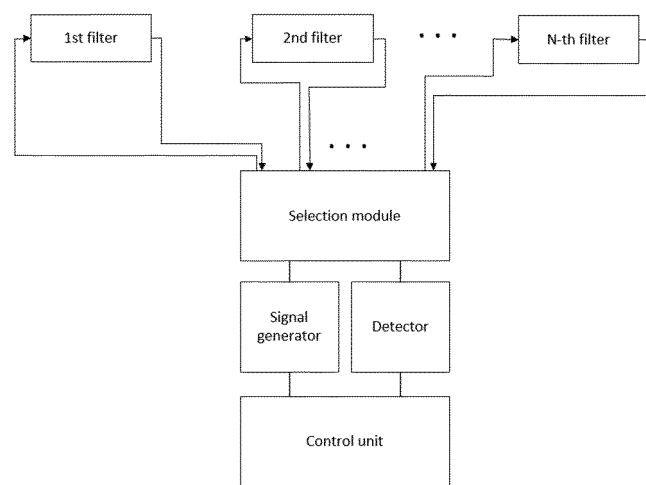 1st filter
2nd filter
. . .
N-th filter
. . .
Selection module
Signal
generator
Detector
Control unit